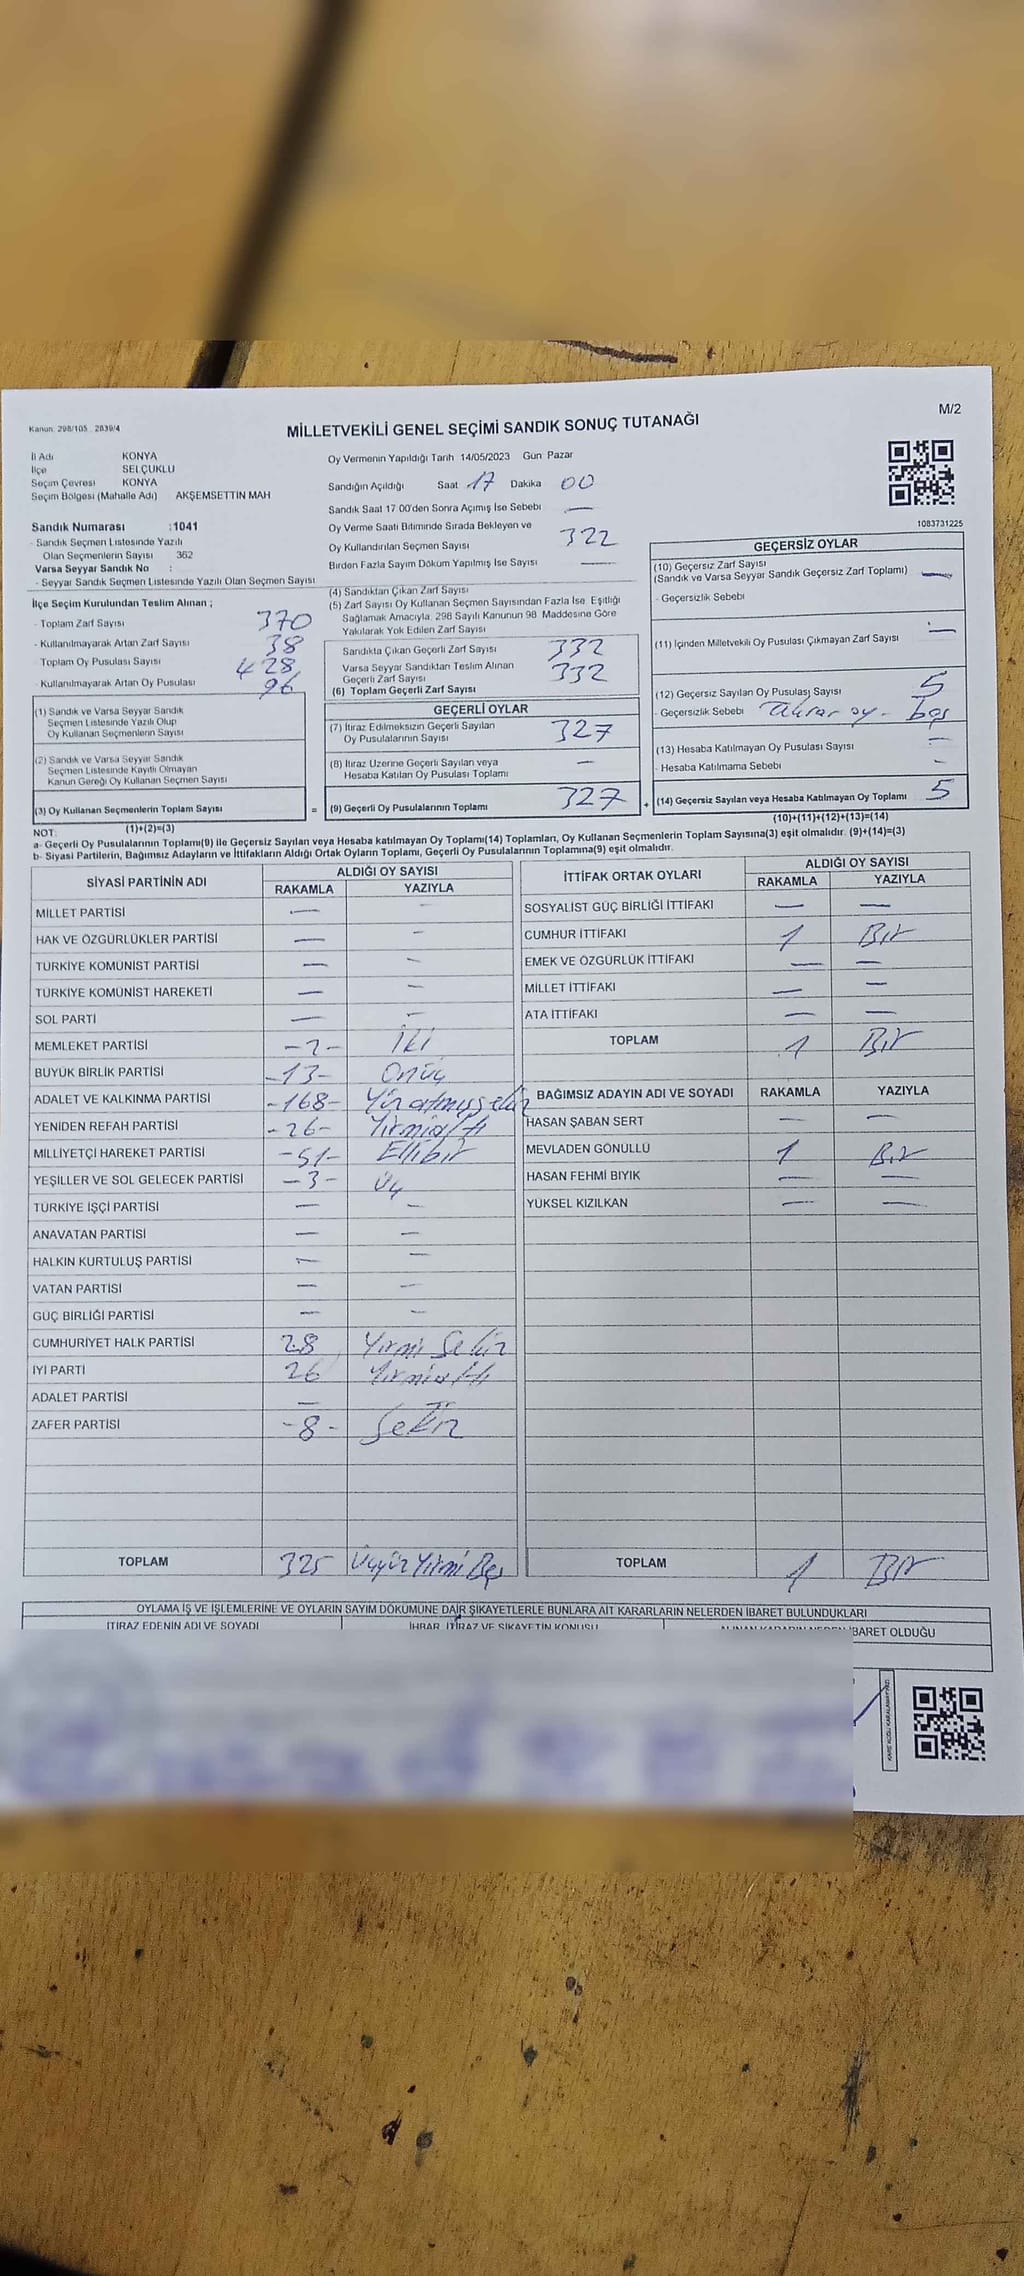 M/2
Kanun: 298/105 , 2839/4
MİLLETVEKİLİ GENEL SEÇİMİ SANDIK SONUÇ TUTANAĞI
İl Adı KONYA
İlçe SELÇUKLU
Seçim Çevresi KONYA
Seçim Bölgesi (Mahalle Adı) AKŞEMSETTİN MAH
Sandık Numarası :1041
- Sandık Seçmen Listesinde Yazılı
Olan Seçmenlerin Sayısı 362
Varsa Seyyar Sandık No :
- Seyyar Sandık Seçmen Listesinde Yazılı Olan Seçmen Sayısı
İlçe Seçim Kurulundan Teslim Alınan ;
- Toplam Zarf Sayısı 370
- Kullanılmayarak Artan Zarf Sayısı 38
- Toplam Oy Pusulası Sayısı 428
- Kullanılmayarak Artan Oy Pusulası 96
(1) Sandık ve Varsa Seyyar Sandık
Seçmen Listesinde Yazılı Olup
Oy Kullanan Seçmenlerin Sayısı
(2) Sandık ve Varsa Seyyar Sandık
Seçmen Listesinde Kayıtlı Olmayan
Kanun Gereği Oy Kullanan Seçmen Sayısı
(3) Oy Kullanan Seçmenlerin Toplam Sayısı
(1)+(2)=(3)
Oy Vermenin Yapıldığı Tarih 14/05/2023 Gün Pazar
Sandığın Açıldığı Saat 17 Dakika 00
Sandık Saat 17 00'den Sonra Açımış İse Sebebi —
Oy Verme Saati Bitiminde Sırada Bekleyen ve
Oy Kullandırılan Seçmen Sayısı 322
Birden Fazla Sayım Döküm Yapılmış İse Sayısı —
(4) Sandıktan Çıkan Zarf Sayısı
(5) Zarf Sayısı Oy Kullanan Seçmen Sayısından Fazla İse, Eşitliği
Sağlamak Amacıyla, 298 Sayılı Kanunun 98. Maddesine Göre
Yakılarak Yok Edilen Zarf Sayısı
Sandıkta Çıkan Geçerli Zarf Sayısı 332
Varsa Seyyar Sandıktan Teslim Alınan
Geçerli Zarf Sayısı 332
(6) Toplam Geçerli Zarf Sayısı
GEÇERLİ OYLAR
(7) İtiraz Edilmeksizin Geçerli Sayılan
Oy Pusulalarının Sayısı 327
(8) İtiraz Üzerine Geçerli Sayılan veya
Hesaba Katılan Oy Pusulası Toplamı —
= (9) Geçerli Oy Pusulalarının Toplamı 327 +
1083731225
GEÇERSİZ OYLAR
(10) Geçersiz Zarf Sayısı
(Sandık ve Varsa Seyyar Sandık Geçersiz Zarf Toplamı) —
- Geçersizlik Sebebi
(11) İçinden Milletvekili Oy Pusulası Çıkmayan Zarf Sayısı —
(12) Geçersiz Sayılan Oy Pusulası Sayısı 5
- Geçersizlik Sebebi oy - Boş
(13) Hesaba Katılmayan Oy Pusulası Sayısı —
- Hesaba Katılmama Sebebi -
(14) Geçersiz Sayılan veya Hesaba Katılmayan Oy Toplamı 5
(10)+(11)+(12)+(13)=(14)
NOT:
a- Geçerli Oy Pusulalarının Toplamı(9) ile Geçersiz Sayılan veya Hesaba katılmayan Oy Toplamı(14) Toplamları, Oy Kullanan Seçmenlerin Toplam Sayısına(3) eşit olmalıdır. (9)+(14)=(3)
b- Siyasi Partilerin, Bağımsız Adayların ve İttifakların Aldığı Ortak Oyların Toplamı, Geçerli Oy Pusulalarının Toplamına(9) eşit olmalıdır.
SİYASİ PARTİNİN ADI ALDIĞI OY SAYISI
RAKAMLA YAZIYLA
MİLLET PARTİSİ — -
HAK VE ÖZGÜRLÜKLER PARTİSİ — -
TÜRKİYE KOMÜNİST PARTİSİ — -
TÜRKİYE KOMÜNİST HAREKETİ — -
SOL PARTİ — -
MEMLEKET PARTİSİ -2- İki
BÜYÜK BİRLİK PARTİSİ -13- Onüç
ADALET VE KALKINMA PARTİSİ -168- Yüzatmışsekiz
YENİDEN REFAH PARTİSİ -26- Yirmialtı
MİLLİYETÇİ HAREKET PARTİSİ -51- Ellibir
YEŞİLLER VE SOL GELECEK PARTİSİ -3- Üç
TÜRKİYE İŞÇİ PARTİSİ — -
ANAVATAN PARTİSİ — —
HALKIN KURTULUŞ PARTİSİ — —
VATAN PARTİSİ — -
GÜÇ BİRLİĞİ PARTİSİ — -
CUMHURİYET HALK PARTİSİ 28 Yirmi Sekiz
İYİ PARTİ 26 Yirmialtı
ADALET PARTİSİ — —
ZAFER PARTİSİ -8- Sekiz
TOPLAM 325 Üçyüz Yirmi Beş
İTTİFAK ORTAK OYLARI ALDIĞI OY SAYISI
RAKAMLA YAZIYLA
SOSYALİST GÜÇ BİRLİĞİ İTTİFAKI — —
CUMHUR İTTİFAKI 1 Bir
EMEK VE ÖZGÜRLÜK İTTİFAKI — —
MİLLET İTTİFAKI — —
ATA İTTİFAKI — —
TOPLAM 1 Bir
BAĞIMSIZ ADAYIN ADI VE SOYADI RAKAMLA YAZIYLA
HASAN ŞABAN SERT — —
MEVLADEN GÖNÜLLÜ 1 Bir
HASAN FEHMİ BIYIK — —
YÜKSEL KIZILKAN — —
TOPLAM 1 Bir
OYLAMA İŞ VE İŞLEMLERİNE VE OYLARIN SAYIM DÖKÜMÜNE DAİR ŞİKAYETLERLE BUNLARA AİT KARARLARIN NELERDEN İBARET BULUNDUKLARI
İTİRAZ EDENİN ADI VE SOYADI İHBAR, İTİRAZ VE ŞİKAYETİN KONUSU ALINAN KARARIN NEDEN İBARET OLDUĞU